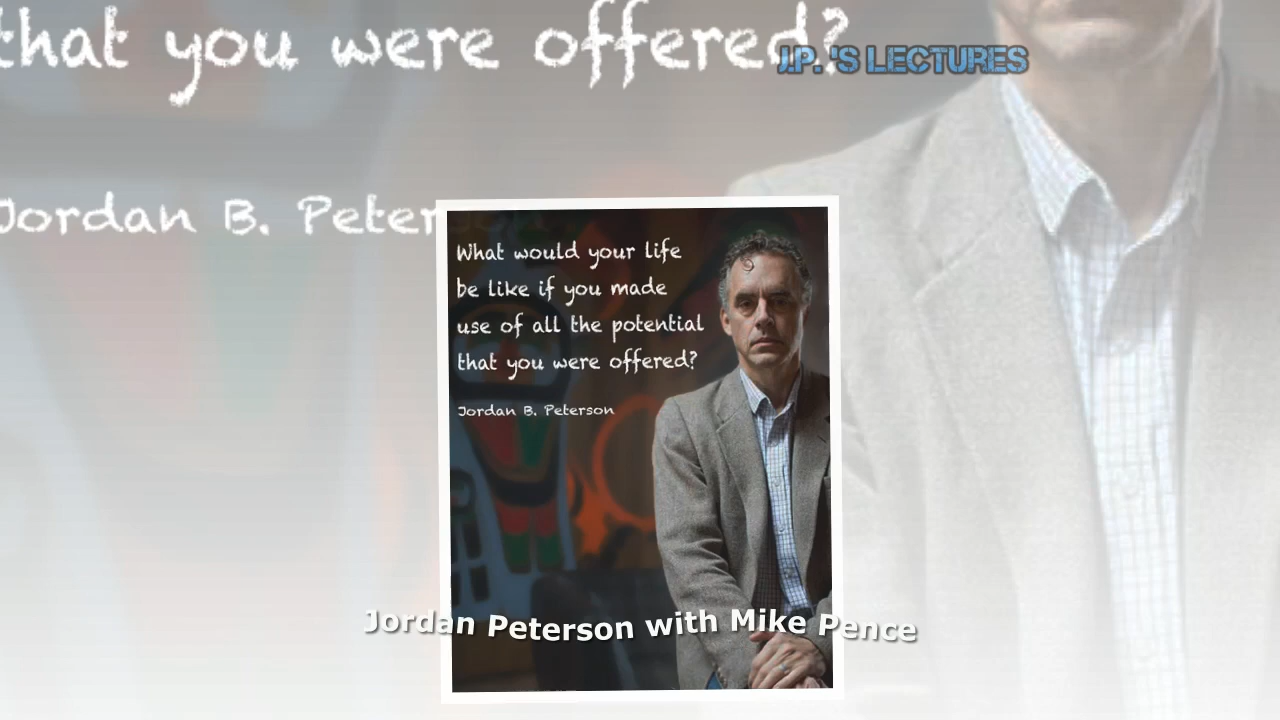 that you were offered?
J.P. 'S LECTURES
Jordan B. Peter
What would your life
be like if you made
use of all the potential
that you were offered?
Jordan B. Peterson
Jordan Peterson with Mike Pence